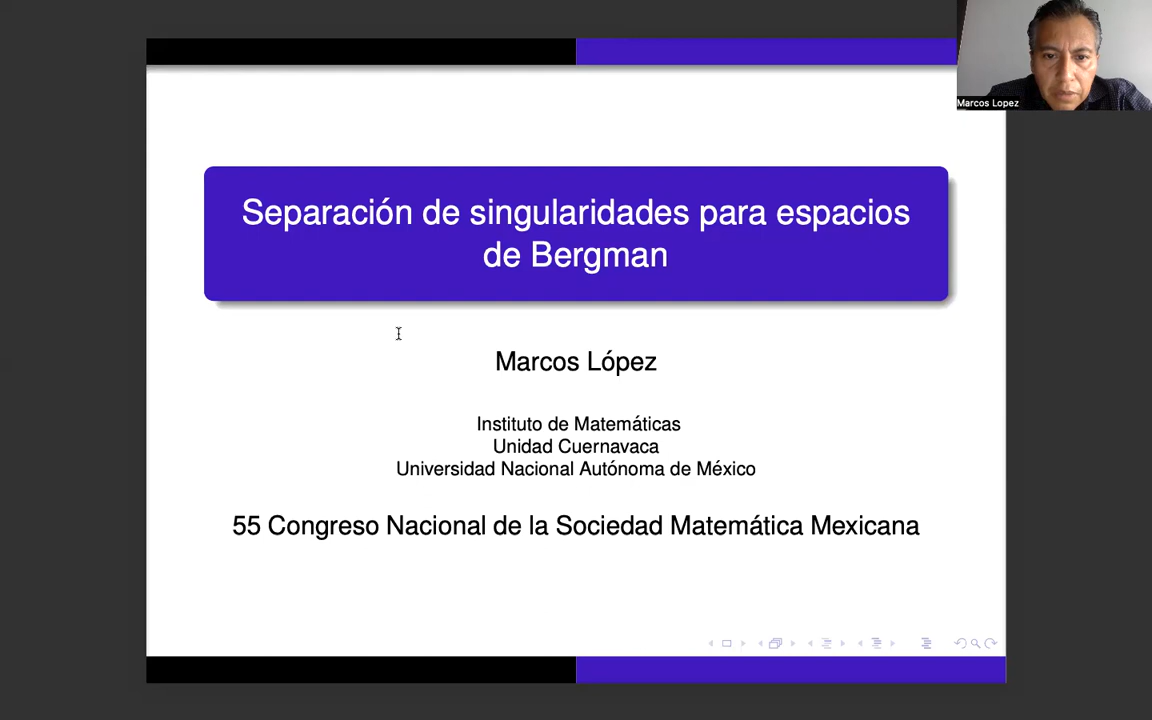 Marcos Lopez
Separación de singularidades para espacios
de Bergman
Marcos López
Instituto de Matemáticas
Unidad Cuernavaca
Universidad Nacional Autónoma de México
55 Congreso Nacional de la Sociedad Matemática Mexicana